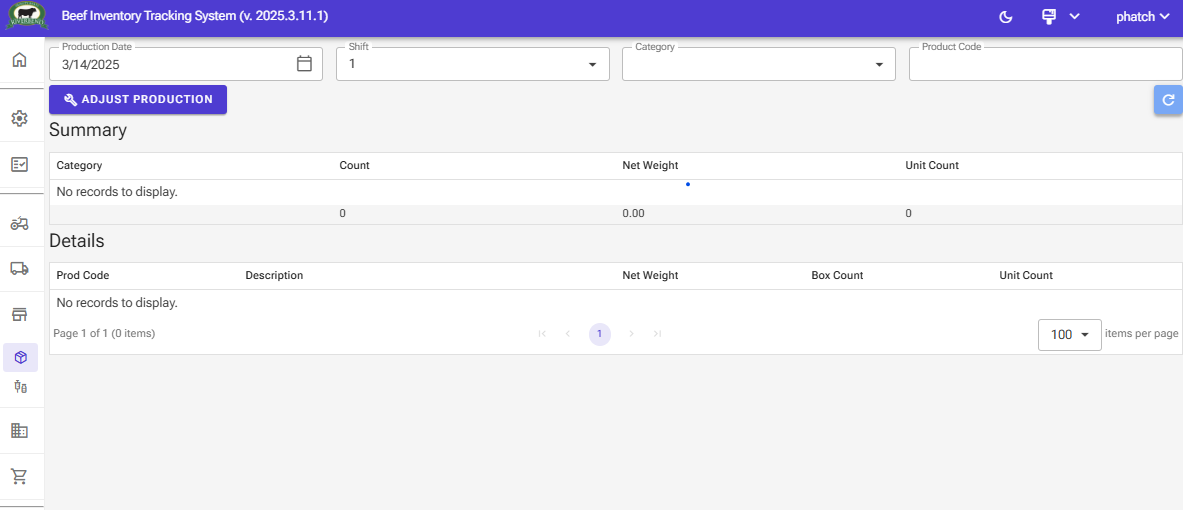 Beef Inventory Tracking System (v. 2025.3.11.1)
phatch
Production Date
3/14/2025
Shift
1
Category
Product Code
ADJUST PRODUCTION
Summary
Category Count Net Weight Unit Count
No records to display.
0 0.00 0
Details
Prod Code Description Net Weight Box Count Unit Count
No records to display.
Page 1 of 1 (0 items) 1 100 items per page